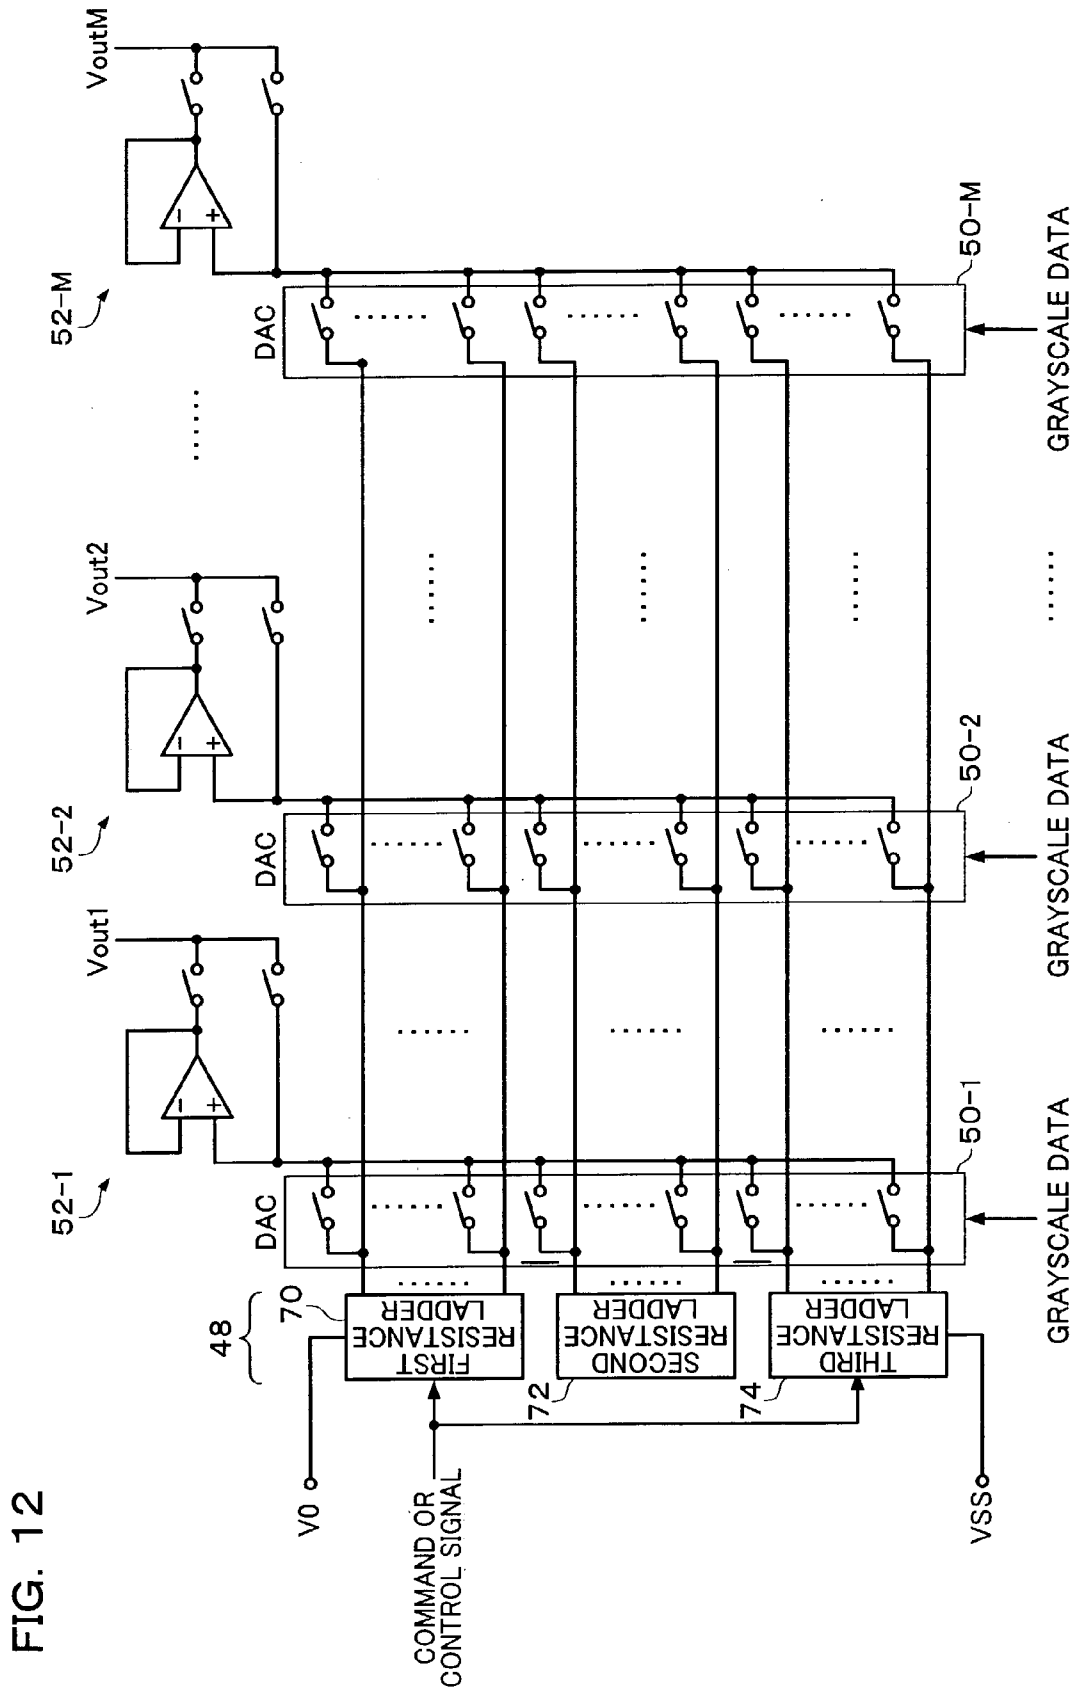 FIG. 12
V0
COMMAND OR
CONTROL SIGNAL
VSS
48
70
FIRST
RESISTANCE
LADDER
72
SECOND
RESISTANCE
LADDER
74
THIRD
RESISTANCE
LADDER
52-1
Vout1
-
+
DAC
50-1
GRAYSCALE DATA
52-2
Vout2
-
+
DAC
50-2
GRAYSCALE DATA
52-M
VoutM
-
+
DAC
50-M
GRAYSCALE DATA